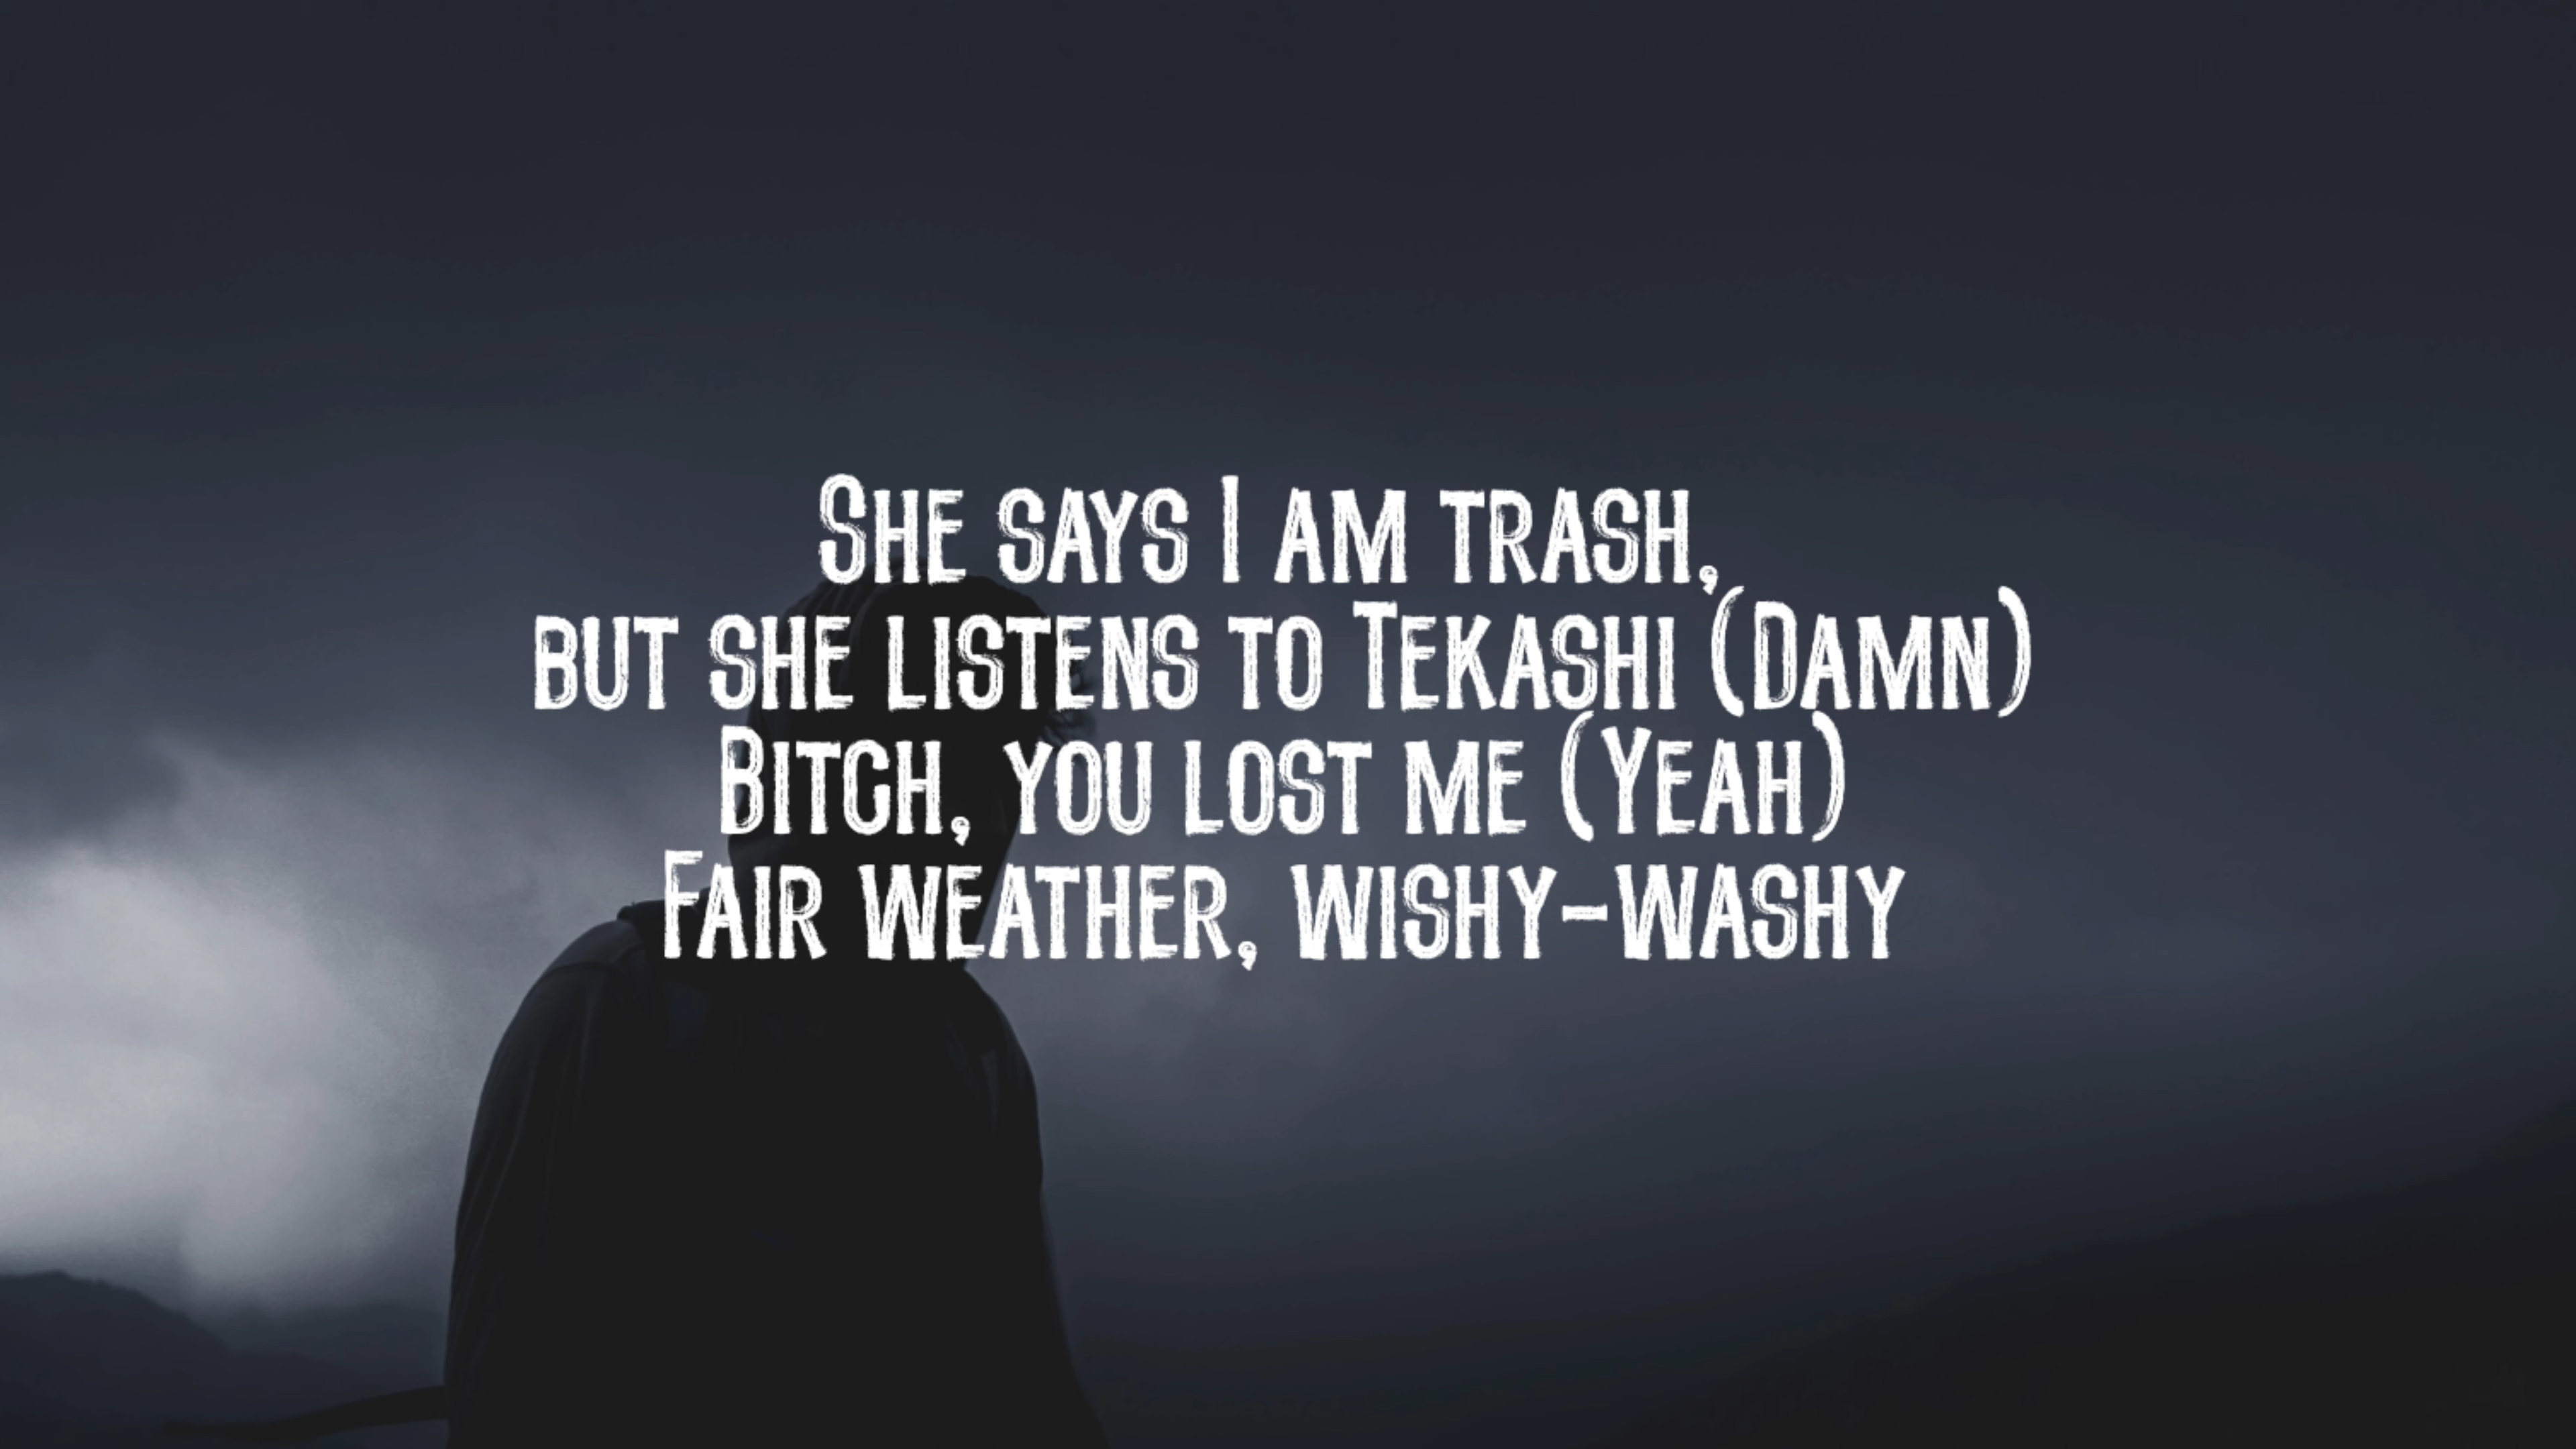 She says I am trash,
but she listens to Tekashi (Damn)
Bitch, you lost me (Yeah)
Fair weather, wishy-washy